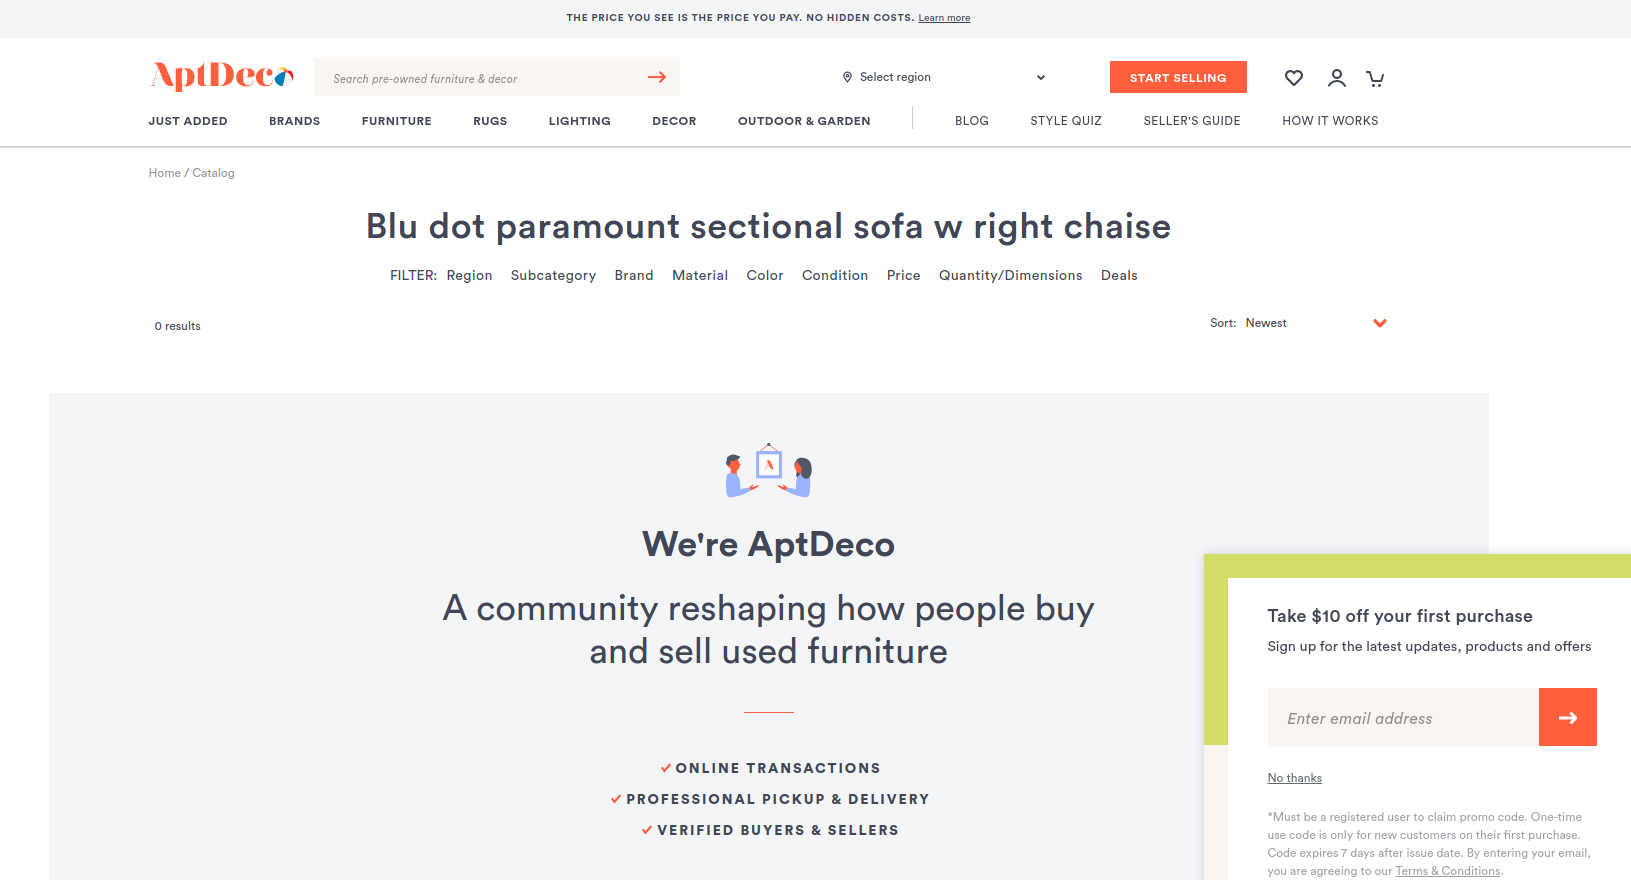 THE PRICE YOU SEE IS THE PRICE YOU PAY. NO HIDDEN COSTS. Learn more
AptDeco
Search pre-owned furniture & decor
Select region
START SELLING
JUST ADDED BRANDS FURNITURE RUGS LIGHTING DECOR OUTDOOR & GARDEN BLOG STYLE QUIZ SELLER'S GUIDE HOW IT WORKS
Home / Catalog
Blu dot paramount sectional sofa w right chaise
FILTER: Region Subcategory Brand Material Color Condition Price Quantity/Dimensions Deals
0 results
Sort: Newest
A
We're AptDeco
A community reshaping how people buy
and sell used furniture
ONLINE TRANSACTIONS
PROFESSIONAL PICKUP & DELIVERY
VERIFIED BUYERS & SELLERS
Take $10 off your first purchase
Sign up for the latest updates, products and offers
Enter email address
No thanks
*Must be a registered user to claim promo code. One-time
use code is only for new customers on their first purchase.
Code expires 7 days after issue date. By entering your email,
you are agreeing to our Terms & Conditions.